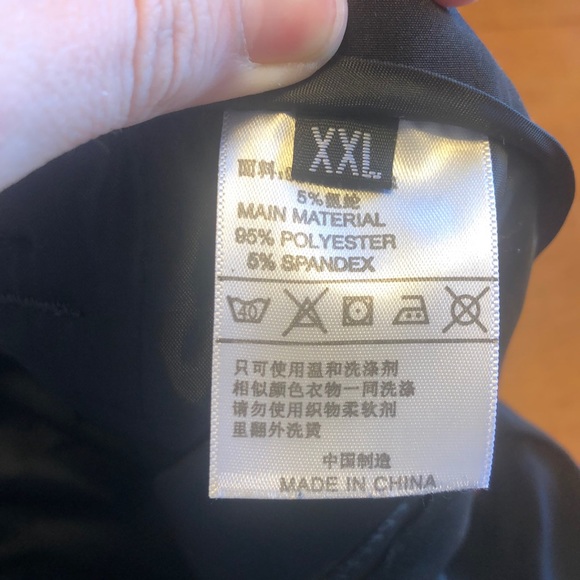 XXL
面料:
5%氨纶
MAIN MATERIAL
95% POLYESTER
5% SPANDEX
40
只可使用温和洗涤剂
相似颜色衣物一同洗涤
请勿使用织物柔软剂
里翻外洗烫
中国制造
MADE IN CHINA